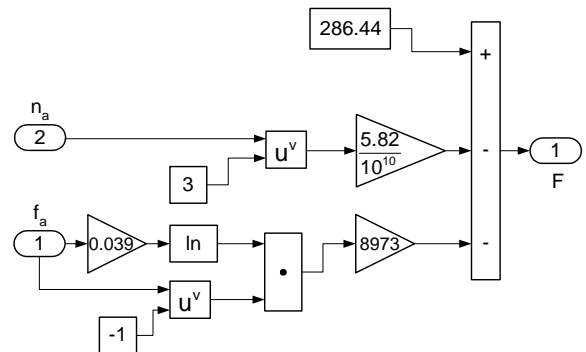 286.44
+
n_a
2
u^v
5.82
10^10
-
1
F
3
f_a
1
0.039
ln
•
8973
-
u^v
-1